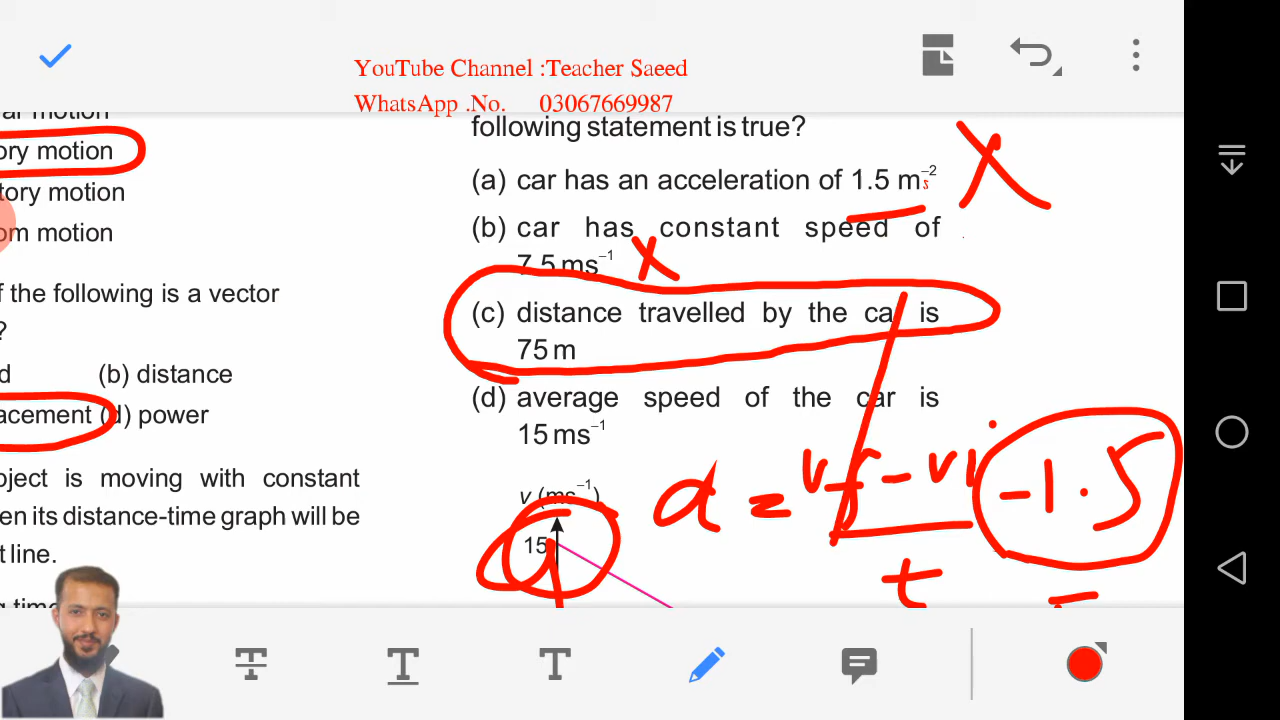 YouTube Channel :Teacher Saeed
WhatsApp .No. 03067669987
ory motion
tory motion
om motion
f the following is a vector
?
d (b) distance
acement (d) power
ject is moving with constant
en its distance-time graph will be
t line.
g time
following statement is true?
(a) car has an acceleration of 1.5 ms⁻²
(b) car has constant speed of
7.5 ms⁻¹
(c) distance travelled by the car is
75 m
(d) average speed of the car is
15 ms⁻¹
v (ms⁻¹)
15
a = vf - vi
t
-1.5